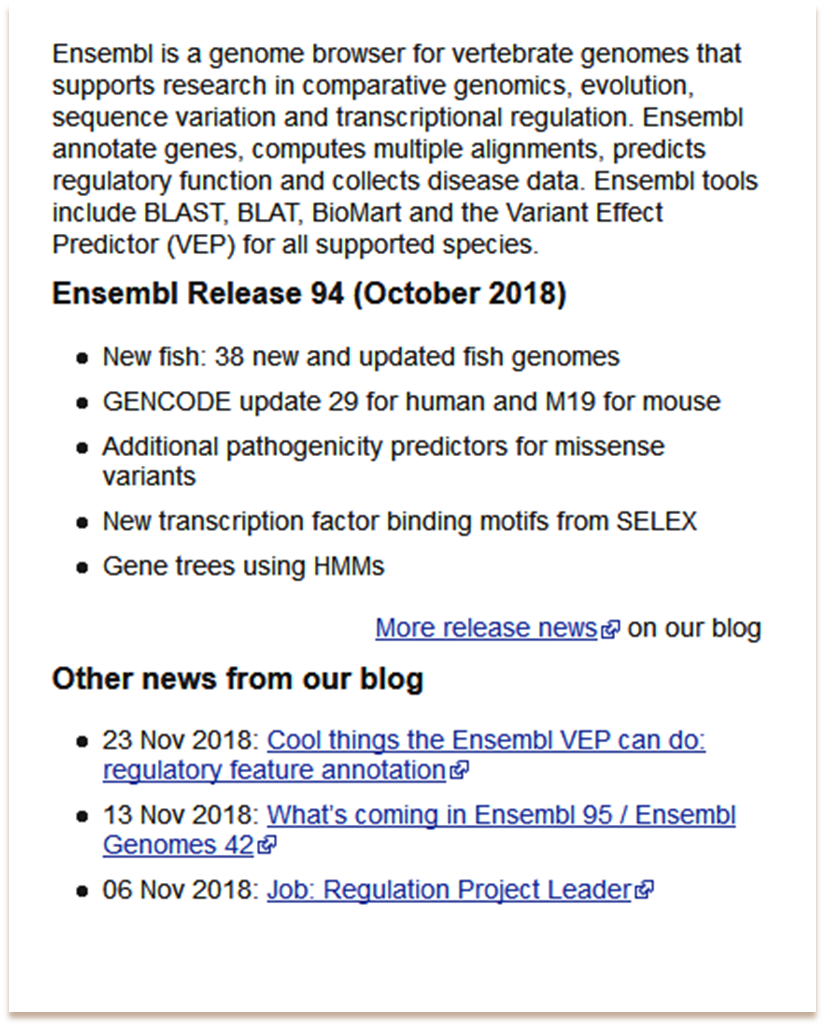 Ensembl is a genome browser for vertebrate genomes that
supports research in comparative genomics, evolution,
sequence variation and transcriptional regulation. Ensembl
annotate genes, computes multiple alignments, predicts
regulatory function and collects disease data. Ensembl tools
include BLAST, BLAT, BioMart and the Variant Effect
Predictor (VEP) for all supported species.
Ensembl Release 94 (October 2018)
• New fish: 38 new and updated fish genomes
• GENCODE update 29 for human and M19 for mouse
• Additional pathogenicity predictors for missense
variants
• New transcription factor binding motifs from SELEX
• Gene trees using HMMs
More release news on our blog
Other news from our blog
• 23 Nov 2018: Cool things the Ensembl VEP can do:
regulatory feature annotation
• 13 Nov 2018: What’s coming in Ensembl 95 / Ensembl
Genomes 42
• 06 Nov 2018: Job: Regulation Project Leader